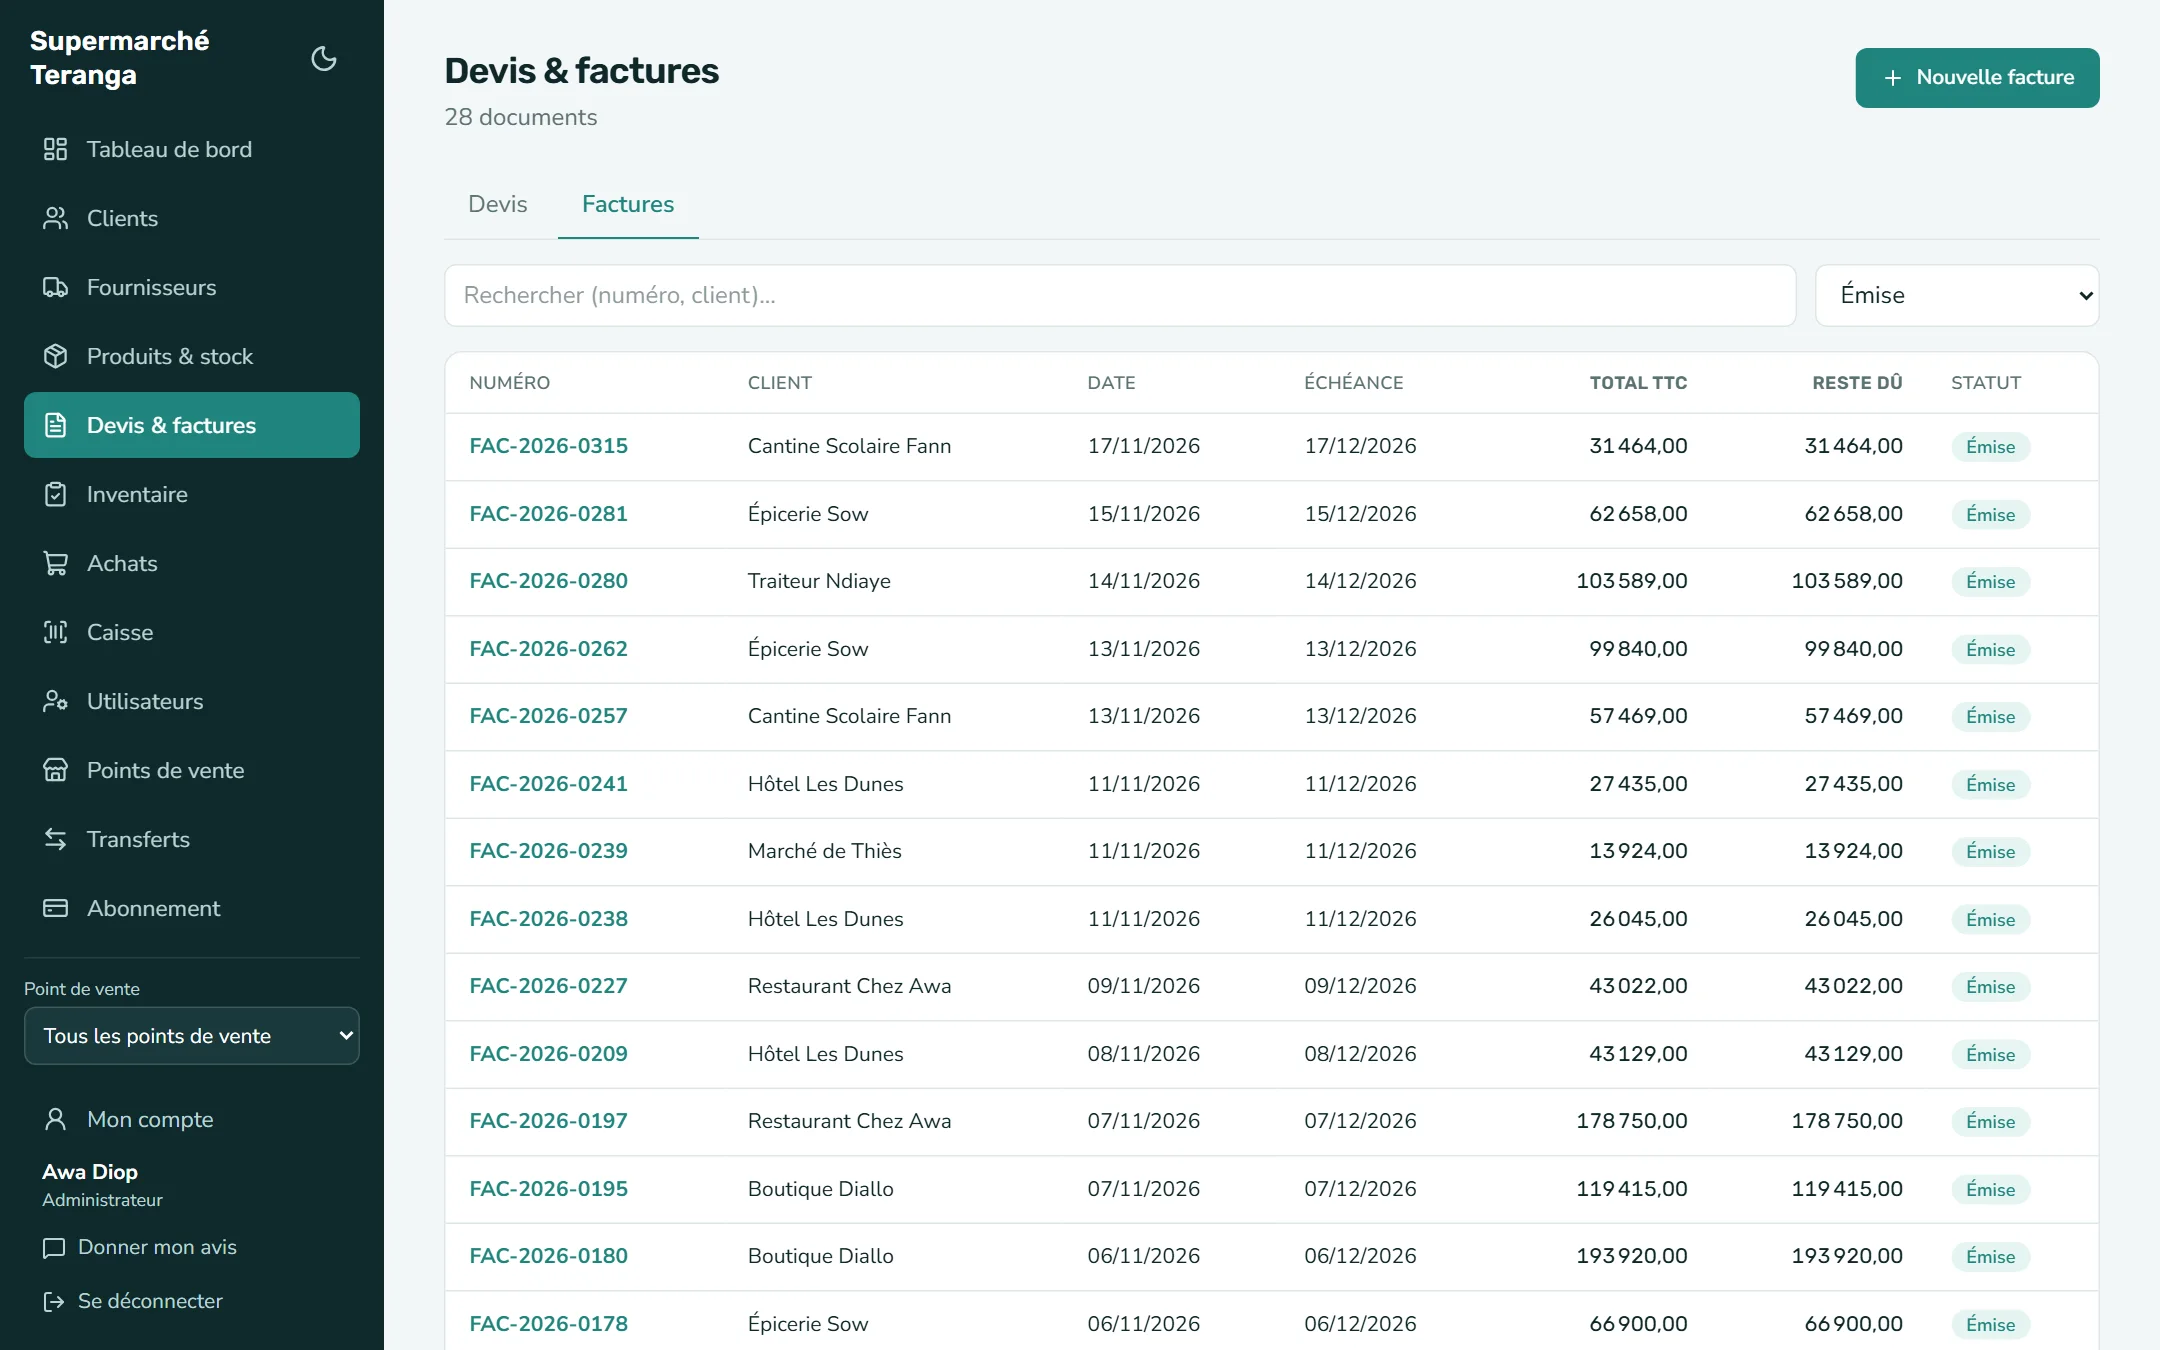 Supermarché
Teranga
Tableau de bord
Clients
Fournisseurs
Produits & stock
Devis & factures
Inventaire
Achats
Caisse
Utilisateurs
Points de vente
Transferts
Abonnement
Point de vente
Tous les points de vente
Mon compte
Awa Diop
Administrateur
Donner mon avis
Se déconnecter
Devis & factures
28 documents
+ Nouvelle facture
Devis Factures
Rechercher (numéro, client)... Émise
NUMÉRO CLIENT DATE ÉCHÉANCE TOTAL TTC RESTE DÛ STATUT
FAC-2026-0315 Cantine Scolaire Fann 17/11/2026 17/12/2026 31 464,00 31 464,00 Émise
FAC-2026-0281 Épicerie Sow 15/11/2026 15/12/2026 62 658,00 62 658,00 Émise
FAC-2026-0280 Traiteur Ndiaye 14/11/2026 14/12/2026 103 589,00 103 589,00 Émise
FAC-2026-0262 Épicerie Sow 13/11/2026 13/12/2026 99 840,00 99 840,00 Émise
FAC-2026-0257 Cantine Scolaire Fann 13/11/2026 13/12/2026 57 469,00 57 469,00 Émise
FAC-2026-0241 Hôtel Les Dunes 11/11/2026 11/12/2026 27 435,00 27 435,00 Émise
FAC-2026-0239 Marché de Thiès 11/11/2026 11/12/2026 13 924,00 13 924,00 Émise
FAC-2026-0238 Hôtel Les Dunes 11/11/2026 11/12/2026 26 045,00 26 045,00 Émise
FAC-2026-0227 Restaurant Chez Awa 09/11/2026 09/12/2026 43 022,00 43 022,00 Émise
FAC-2026-0209 Hôtel Les Dunes 08/11/2026 08/12/2026 43 129,00 43 129,00 Émise
FAC-2026-0197 Restaurant Chez Awa 07/11/2026 07/12/2026 178 750,00 178 750,00 Émise
FAC-2026-0195 Boutique Diallo 07/11/2026 07/12/2026 119 415,00 119 415,00 Émise
FAC-2026-0180 Boutique Diallo 06/11/2026 06/12/2026 193 920,00 193 920,00 Émise
FAC-2026-0178 Épicerie Sow 06/11/2026 06/12/2026 66 900,00 66 900,00 Émise